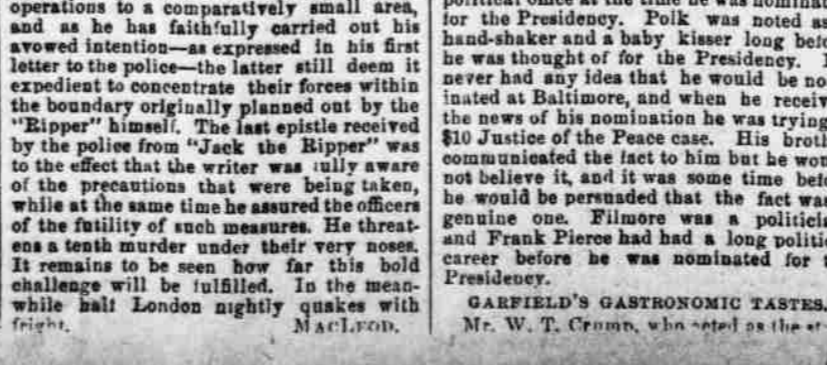 operations to a comparatively small area,
and as he has faithfully carried out his
avowed intention—as expressed in his first
letter to the police—the latter still deem it
expedient to concentrate their forces within
the boundary originally planned out by the
"Ripper" himself. The last epistle received
by the police from "Jack the Ripper" was
to the effect that the writer was fully aware
of the precautions that were being taken,
while at the same time he assured the officers
of the futility of such measures. He threat-
ens a tenth murder under their very noses.
It remains to be seen how far this bold
challenge will be fulfilled. In the mean-
while half London nightly quakes with
fright. MACLEOD.
for the Presidency. Polk was noted as
hand-shaker and a baby kisser long befo
he was thought of for the Presidency.
never had any idea that he would be no
inated at Baltimore, and when he receiv
the news of his nomination he was trying
$10 Justice of the Peace case. His broth
communicated the fact to him but he wou
not believe it, and it was some time befo
he would be persuaded that the fact was
genuine one. Filmore was a politicia
and Frank Pierce had had a long politic
career before he was nominated for t
Presidency.
GARFIELD'S GASTRONOMIC TASTES.
Mr. W. T. Crump, who acted as the